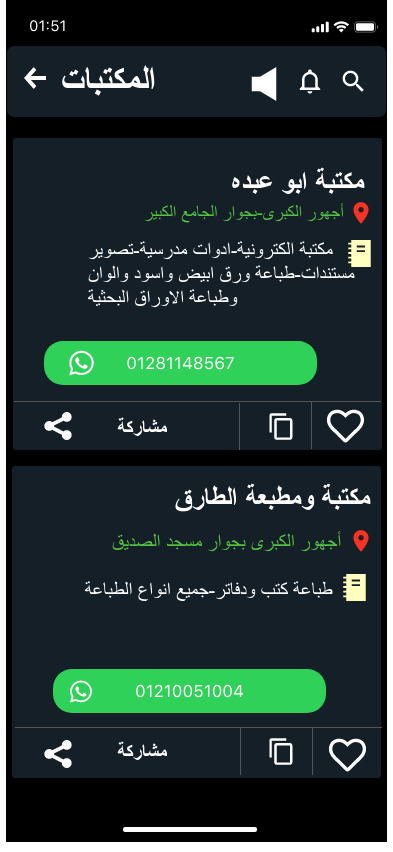 01:51
المكتبات
مكتبة ابو عبده
أجهور الكبرى-بجوار الجامع الكبير
مكتبة الكترونية-ادوات مدرسية-تصوير
مستندات-طباعة ورق ابيض واسود والوان
وطباعة الاوراق البحثية
01281148567
مشاركة
مكتبة ومطبعة الطارق
أجهور الكبرى بجوار مسجد الصديق
طباعة كتب ودفاتر-جميع انواع الطباعة
01210051004
مشاركة